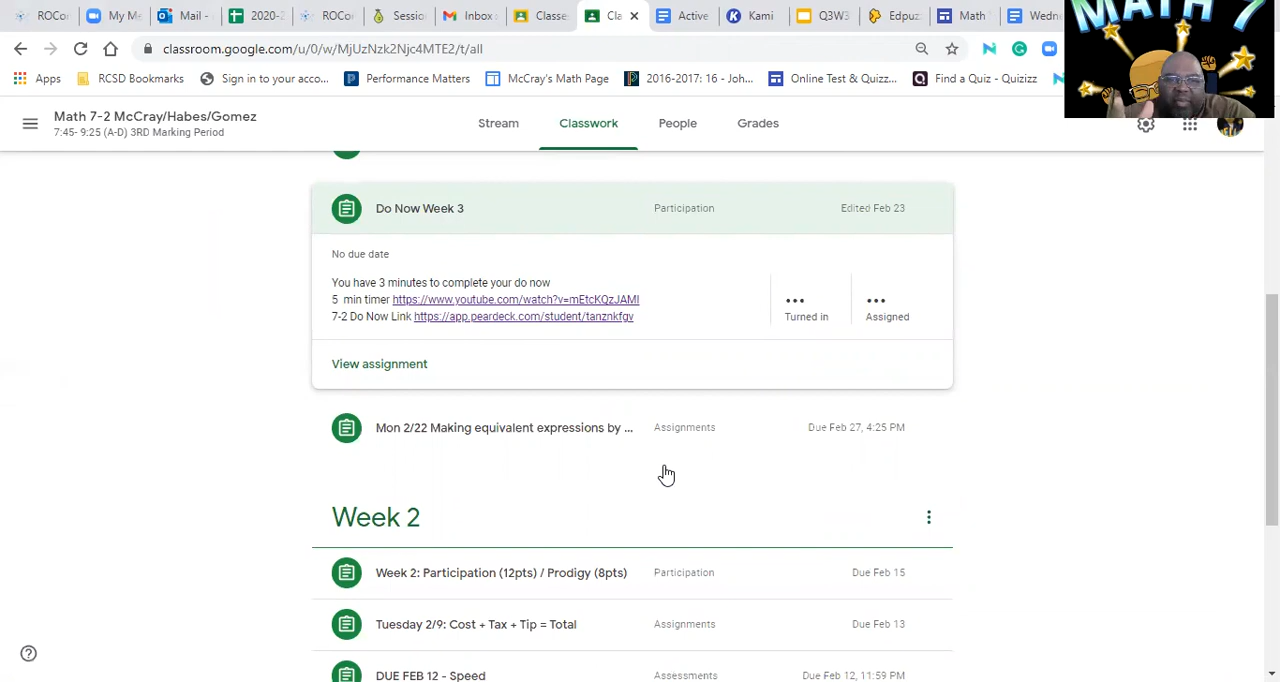 ROCor
My Me
Mail -
2020-2
ROCor
Sessio
Inbox
Classe
Cla
Active
Kami
Q3W3
Edpuz
Math
Wedn
classroom.google.com/u/0/w/MjUzNzk2Njc4MTE2/t/all
Apps
RCSD Bookmarks
Sign in to your acco...
Performance Matters
McCray's Math Page
2016-2017: 16 - Joh...
Online Test & Quizz...
Find a Quiz - Quizizz
MATH 7
Math 7-2 McCray/Habes/Gomez
7:45- 9:25 (A-D) 3RD Marking Period
Stream
Classwork
People
Grades
Do Now Week 3
Participation
Edited Feb 23
No due date
You have 3 minutes to complete your do now
5 min timer https://www.youtube.com/watch?v=mEtcKQzJAMI
7-2 Do Now Link https://app.peardeck.com/student/tanznkfgv
Turned in
Assigned
View assignment
Mon 2/22 Making equivalent expressions by ...
Assignments
Due Feb 27, 4:25 PM
Week 2
Week 2: Participation (12pts) / Prodigy (8pts)
Participation
Due Feb 15
Tuesday 2/9: Cost + Tax + Tip = Total
Assignments
Due Feb 13
DUE FEB 12 - Speed
Assessments
Due Feb 12, 11:59 PM